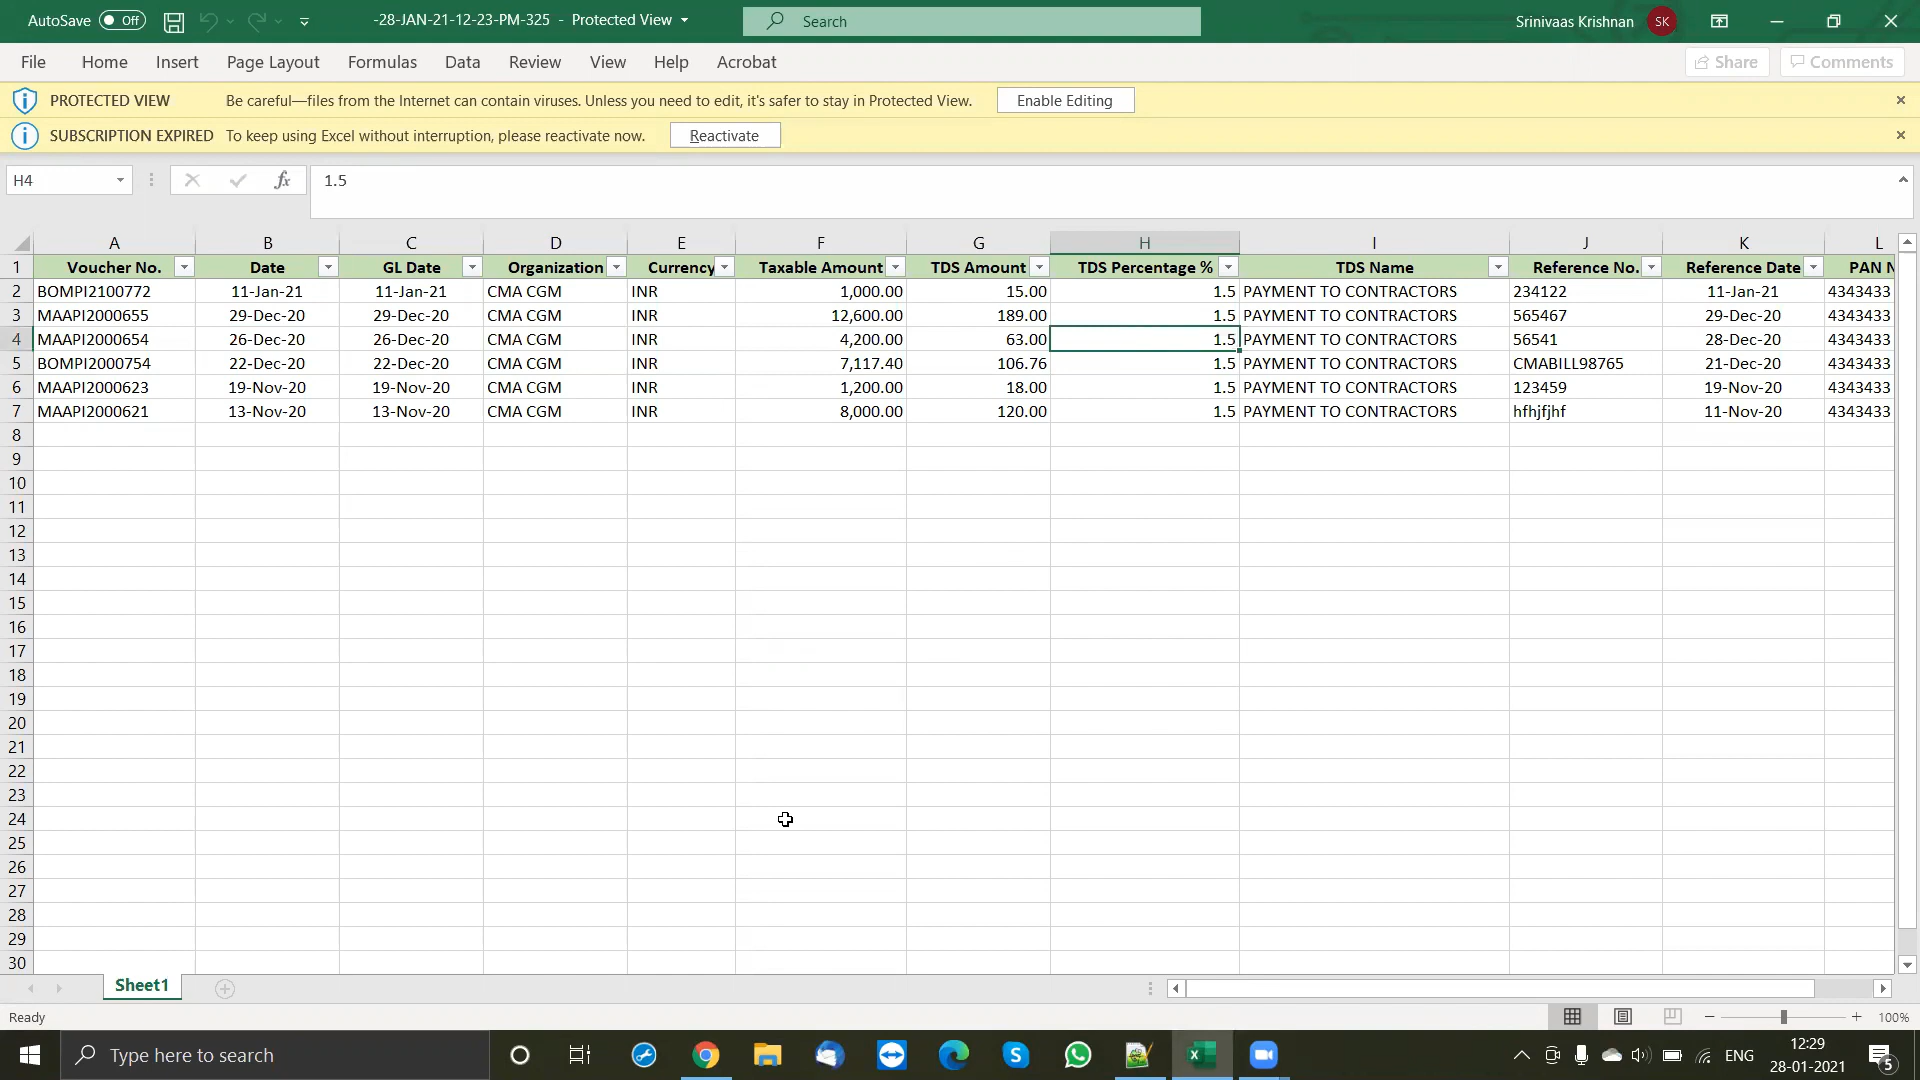 AutoSave Off -28-JAN-21-12-23-PM-325 - Protected View Search Srinivaas Krishnan SK
File Home Insert Page Layout Formulas Data Review View Help Acrobat Share Comments
PROTECTED VIEW Be careful—files from the Internet can contain viruses. Unless you need to edit, it's safer to stay in Protected View. Enable Editing
SUBSCRIPTION EXPIRED To keep using Excel without interruption, please reactivate now. Reactivate
H4 fx 1.5
A B C D E F G H I J K L
1 Voucher No. Date GL Date Organization Currency Taxable Amount TDS Amount TDS Percentage % TDS Name Reference No. Reference Date PAN N
2 BOMPI2100772 11-Jan-21 11-Jan-21 CMA CGM INR 1,000.00 15.00 1.5 PAYMENT TO CONTRACTORS 234122 11-Jan-21 4343433
3 MAAPI2000655 29-Dec-20 29-Dec-20 CMA CGM INR 12,600.00 189.00 1.5 PAYMENT TO CONTRACTORS 565467 29-Dec-20 4343433
4 MAAPI2000654 26-Dec-20 26-Dec-20 CMA CGM INR 4,200.00 63.00 1.5 PAYMENT TO CONTRACTORS 56541 28-Dec-20 4343433
5 BOMPI2000754 22-Dec-20 22-Dec-20 CMA CGM INR 7,117.40 106.76 1.5 PAYMENT TO CONTRACTORS CMABILL98765 21-Dec-20 4343433
6 MAAPI2000623 19-Nov-20 19-Nov-20 CMA CGM INR 1,200.00 18.00 1.5 PAYMENT TO CONTRACTORS 123459 19-Nov-20 4343433
7 MAAPI2000621 13-Nov-20 13-Nov-20 CMA CGM INR 8,000.00 120.00 1.5 PAYMENT TO CONTRACTORS hfhjfjhf 11-Nov-20 4343433
8
9
10
11
12
13
14
15
16
17
18
19
20
21
22
23
24
25
26
27
28
29
30
Sheet1
Ready 100%
Type here to search ENG 12:29
28-01-2021 5